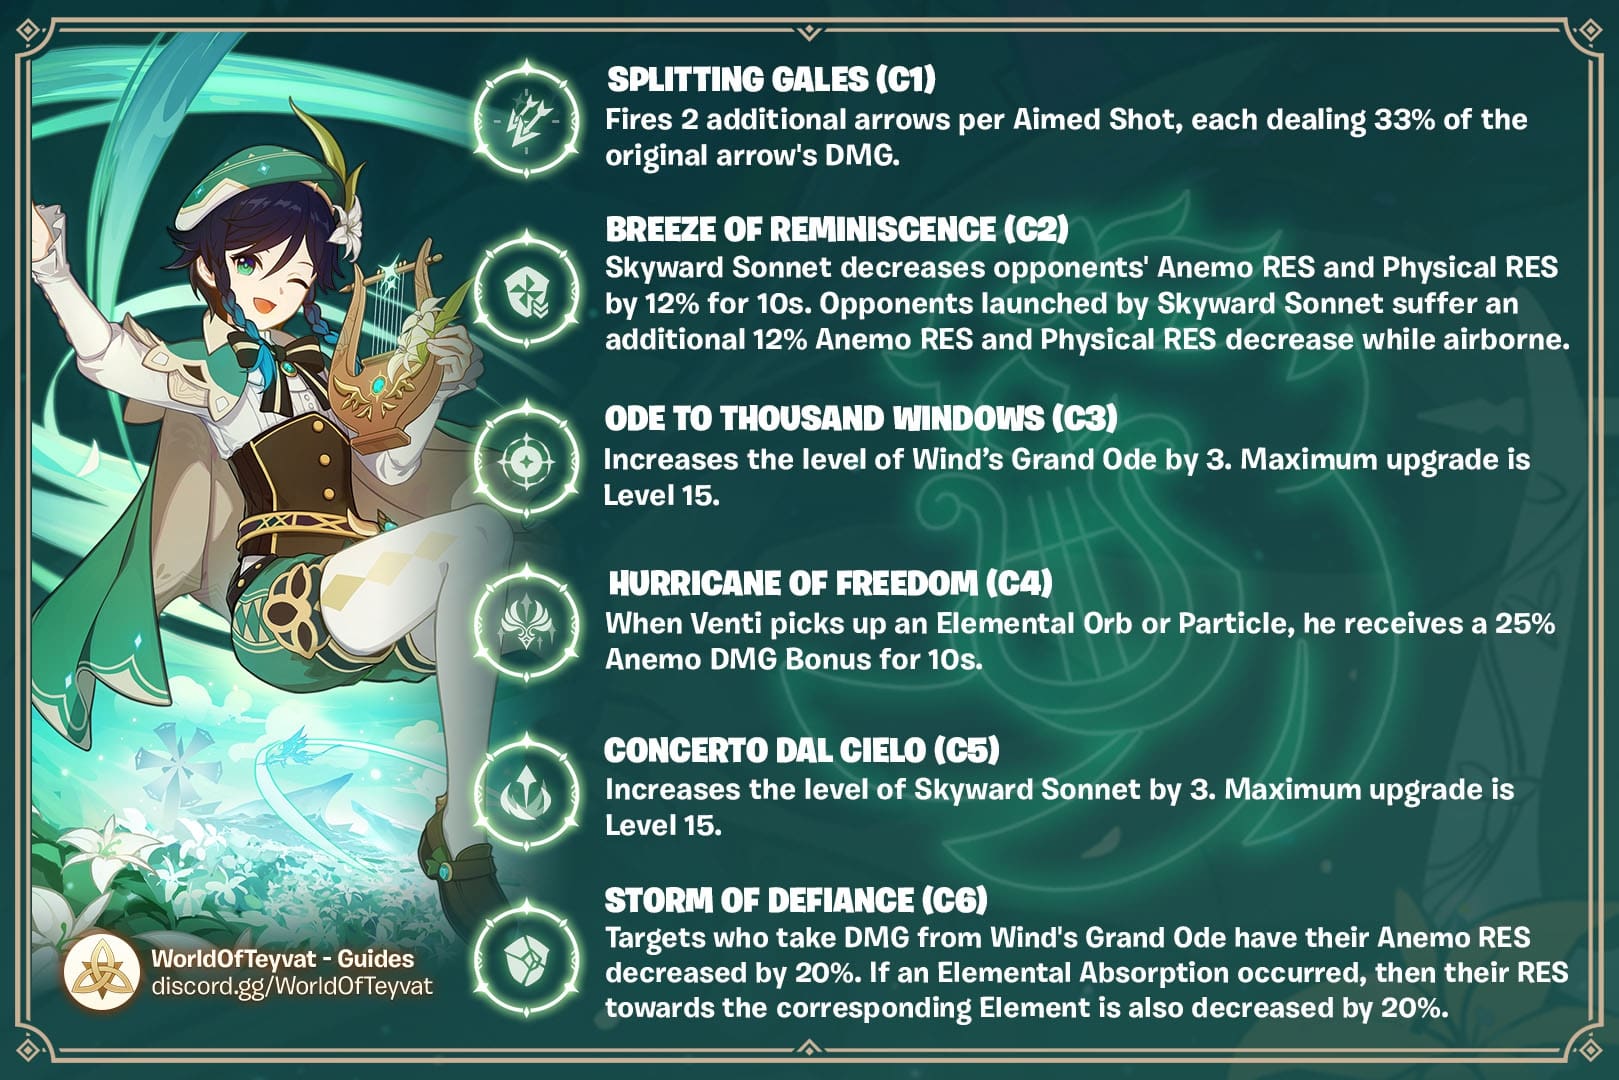 SPLITTING GALES (C1)
Fires 2 additional arrows per Aimed Shot, each dealing 33% of the
original arrow's DMG.
BREEZE OF REMINISCENCE (C2)
Skyward Sonnet decreases opponents' Anemo RES and Physical RES
by 12% for 10s. Opponents launched by Skyward Sonnet suffer an
additional 12% Anemo RES and Physical RES decrease while airborne.
ODE TO THOUSAND WINDOWS (C3)
Increases the level of Wind’s Grand Ode by 3. Maximum upgrade is
Level 15.
HURRICANE OF FREEDOM (C4)
When Venti picks up an Elemental Orb or Particle, he receives a 25%
Anemo DMG Bonus for 10s.
CONCERTO DAL CIELO (C5)
Increases the level of Skyward Sonnet by 3. Maximum upgrade is
Level 15.
STORM OF DEFIANCE (C6)
Targets who take DMG from Wind's Grand Ode have their Anemo RES
decreased by 20%. If an Elemental Absorption occurred, then their RES
towards the corresponding Element is also decreased by 20%.
WorldOfTeyvat - Guides
discord.gg/WorldOfTeyvat